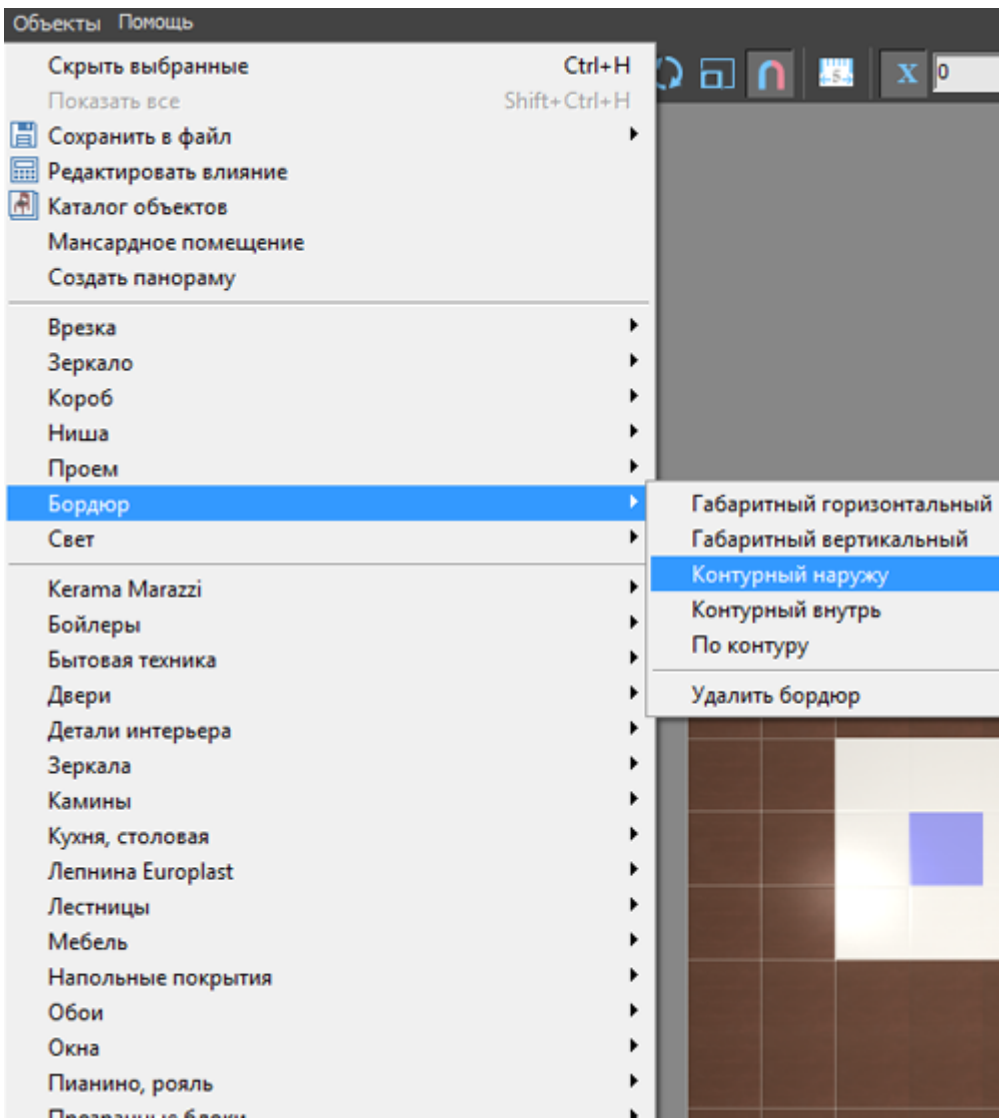 Объекты Помощь
Скрыть выбранные Ctrl+H
Показать все Shift+Ctrl+H
Сохранить в файл
Редактировать влияние
Каталог объектов
Мансардное помещение
Создать панораму
Врезка
Зеркало
Короб
Ниша
Проем
Бордюр
Свет
Kerama Marazzi
Бойлеры
Бытовая техника
Двери
Детали интерьера
Зеркала
Камины
Кухня, столовая
Лепнина Europlast
Лестницы
Мебель
Напольные покрытия
Обои
Окна
Пианино, рояль
Прозрачные блоки
S
X 0
Габаритный горизонтальный
Габаритный вертикальный
Контурный наружу
Контурный внутрь
По контуру
Удалить бордюр